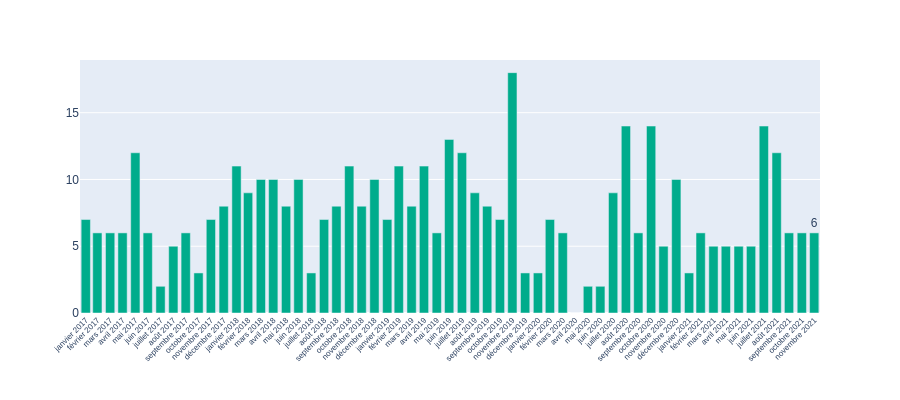 15
10
5
0
6
janvier 2017
février 2017
mars 2017
avril 2017
mai 2017
juin 2017
juillet 2017
août 2017
septembre 2017
octobre 2017
novembre 2017
décembre 2017
janvier 2018
février 2018
mars 2018
avril 2018
mai 2018
juin 2018
juillet 2018
août 2018
septembre 2018
octobre 2018
novembre 2018
décembre 2018
janvier 2019
février 2019
mars 2019
avril 2019
mai 2019
juin 2019
juillet 2019
août 2019
septembre 2019
octobre 2019
novembre 2019
décembre 2019
janvier 2020
février 2020
mars 2020
avril 2020
mai 2020
juin 2020
juillet 2020
août 2020
septembre 2020
octobre 2020
novembre 2020
décembre 2020
janvier 2021
février 2021
mars 2021
avril 2021
mai 2021
juin 2021
juillet 2021
août 2021
septembre 2021
octobre 2021
novembre 2021